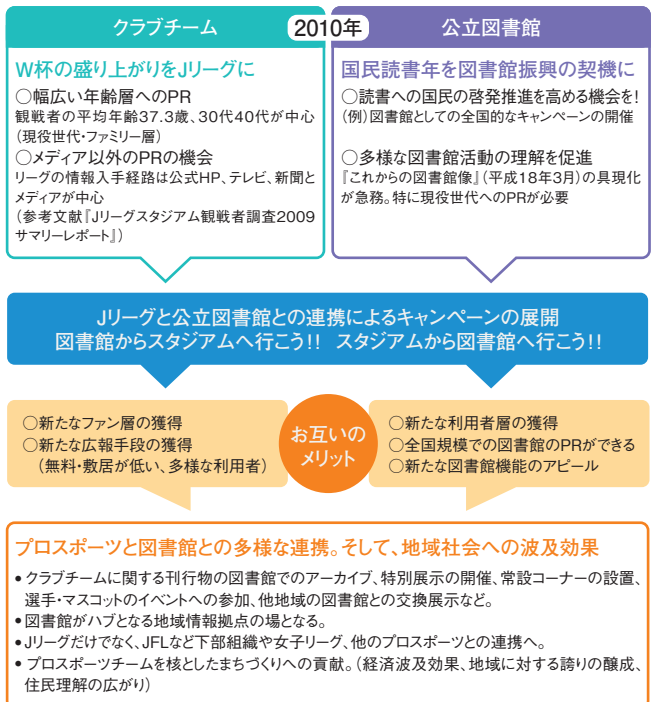 クラブチーム
2010年
公立図書館
W杯の盛り上がりをJリーグに
○幅広い年齢層へのPR
観戦者の平均年齢37.3歳、30代40代が中心
(現役世代・ファミリー層)
○メディア以外のPRの機会
リーグの情報入手経路は公式HP、テレビ、新聞と
メディアが中心
(参考文献『Jリーグスタジアム観戦者調査2009
サマリーレポート』)
国民読書年を図書館振興の契機に
○読書への国民の啓発推進を高める機会を!
(例)図書館としての全国的なキャンペーンの開催
○多様な図書館活動の理解を促進
『これからの図書館像』(平成18年3月)の具現化
が急務。特に現役世代へのPRが必要
Jリーグと公立図書館との連携によるキャンペーンの展開
図書館からスタジアムへ行こう!! スタジアムから図書館へ行こう!!
○新たなファン層の獲得
○新たな広報手段の獲得
(無料・敷居が低い、多様な利用者)
お互いの
メリット
○新たな利用者層の獲得
○全国規模での図書館のPRができる
○新たな図書館機能のアピール
プロスポーツと図書館との多様な連携。そして、地域社会への波及効果
•クラブチームに関する刊行物の図書館でのアーカイブ、特別展示の開催、常設コーナーの設置、
選手・マスコットのイベントへの参加、他地域の図書館との交換展示など。
•図書館がハブとなる地域情報拠点の場となる。
•Jリーグだけでなく、JFLなど下部組織や女子リーグ、他のプロスポーツとの連携へ。
•プロスポーツチームを核としたまちづくりへの貢献。(経済波及効果、地域に対する誇りの醸成、
住民理解の広がり)